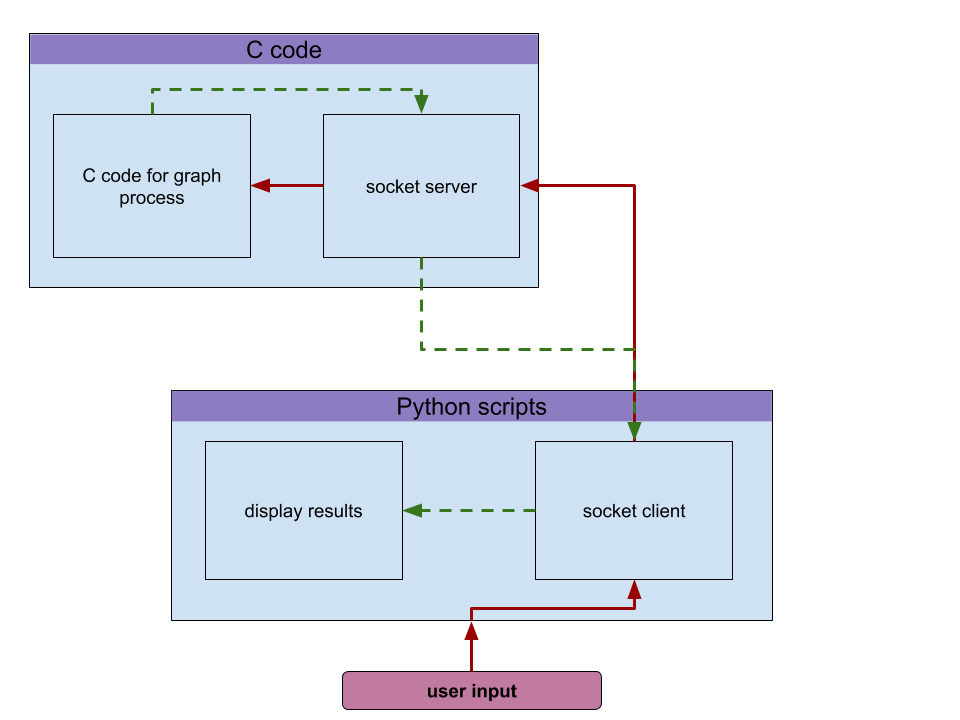 C code
C code for graph
process
socket server
Python scripts
display results
socket client
user input